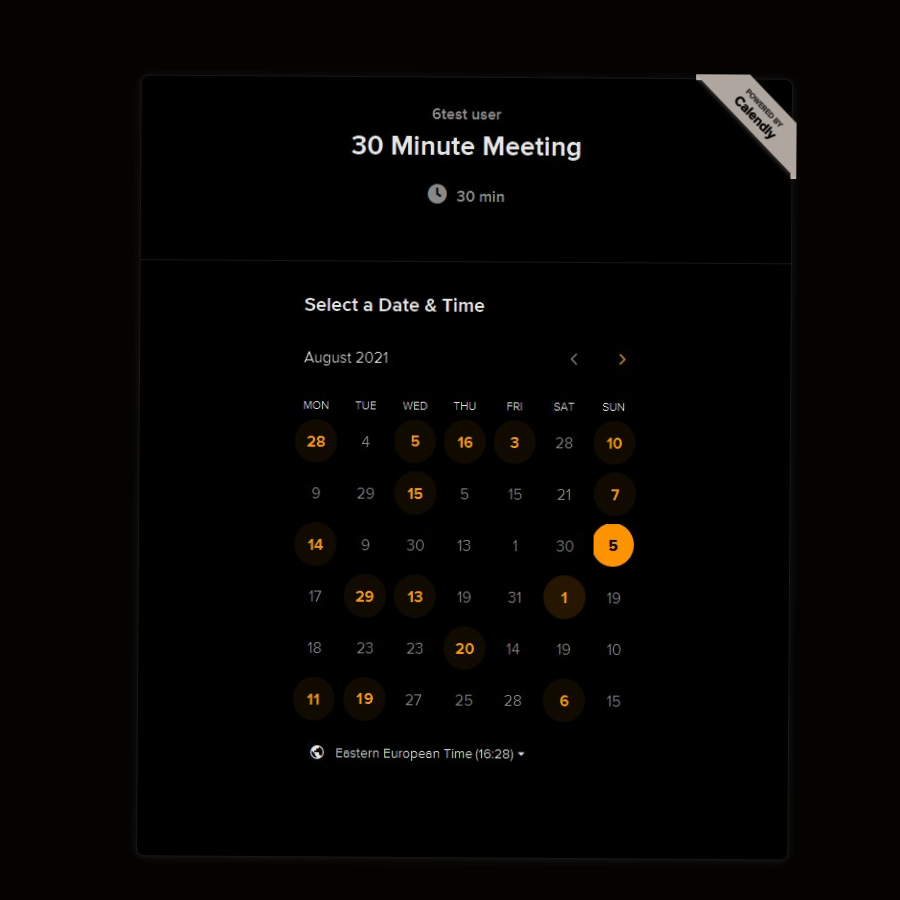 POWERED BY
Calendly
6test user
30 Minute Meeting
30 min
Select a Date & Time
August 2021
MON TUE WED THU FRI SAT SUN
28 4 5 16 3 28 10
9 29 15 5 15 21 7
14 9 30 13 1 30 5
17 29 13 19 31 1 19
18 23 23 20 14 19 10
11 19 27 25 28 6 15
Eastern European Time (16:28)